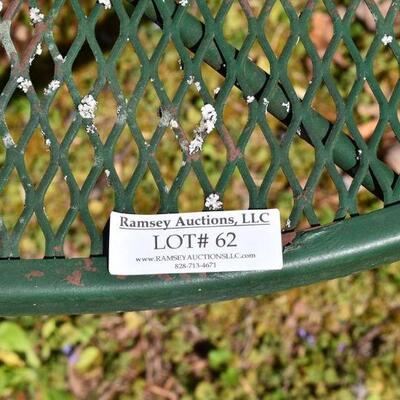 Ramsey Auctions, LLC
LOT# 62
www.RAMSEYAUCTIONSLLC.com
828-713-4671